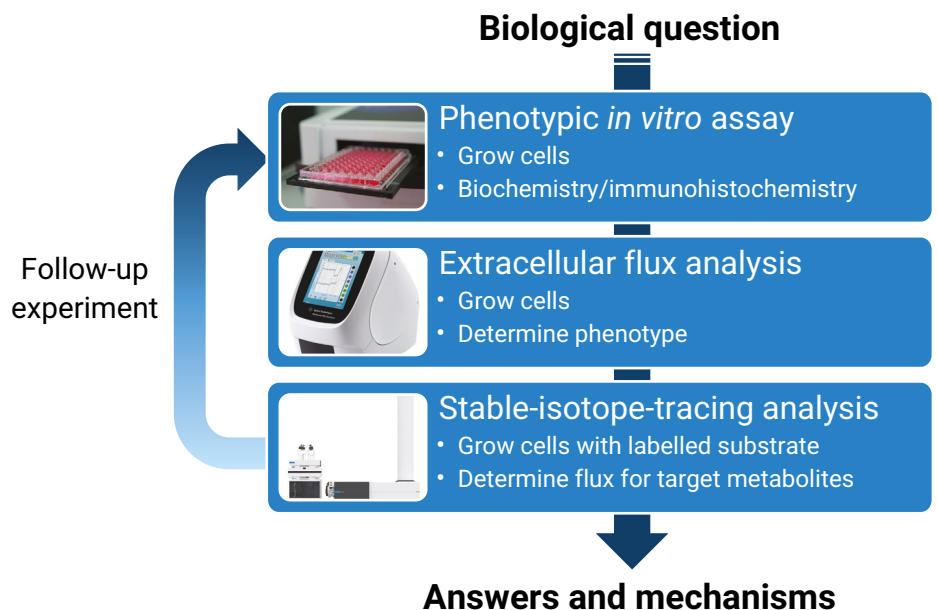 Biological question
Phenotypic in vitro assay
• Grow cells
• Biochemistry/immunohistochemistry
Extracellular flux analysis
• Grow cells
• Determine phenotype
Stable-isotope-tracing analysis
• Grow cells with labelled substrate
• Determine flux for target metabolites
Follow-up
experiment
Answers and mechanisms